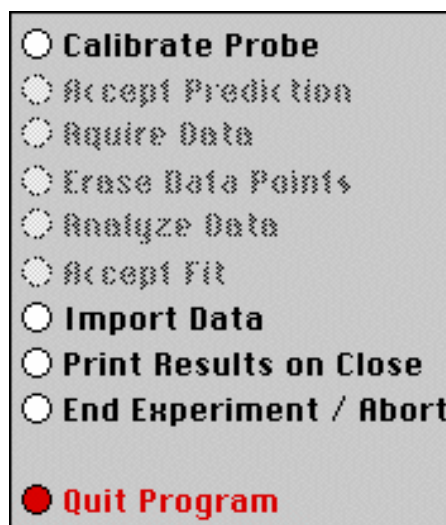 Calibrate Probe
Accept Prediction
Aquire Data
Erase Data Points
Analyze Data
Accept Fit
Import Data
Print Results on Close
End Experiment / Abort
Quit Program